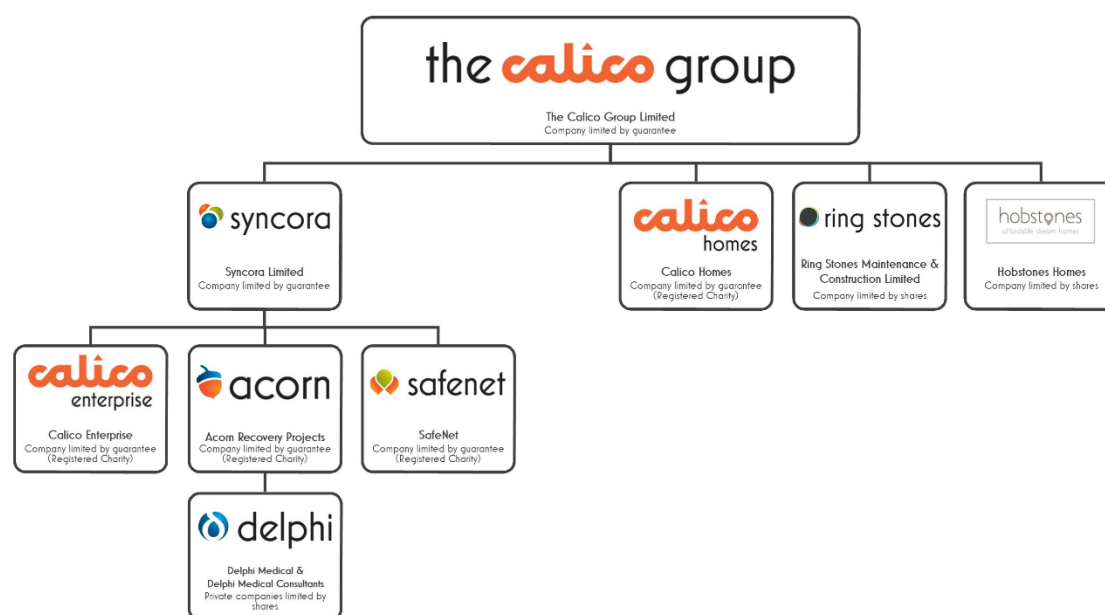 the calico group
The Calico Group Limited
Company limited by guarantee
syncora
Syncora Limited
Company limited by guarantee
calico
homes
Calico Homes
Company limited by guarantee
(Registered Charity)
ring stones
Ring Stones Maintenance &
Construction Limited
Company limited by shares
hobstones
affordable dream homes
Hobstones Homes
Company limited by shares
calico
enterprise
Calico Enterprise
Company limited by guarantee
(Registered Charity)
acorn
Acorn Recovery Projects
Company limited by guarantee
(Registered Charity)
safenet
SafeNet
Company limited by guarantee
(Registered Charity)
delphi
Delphi Medical &
Delphi Medical Consultants
Private companies limited by
shares